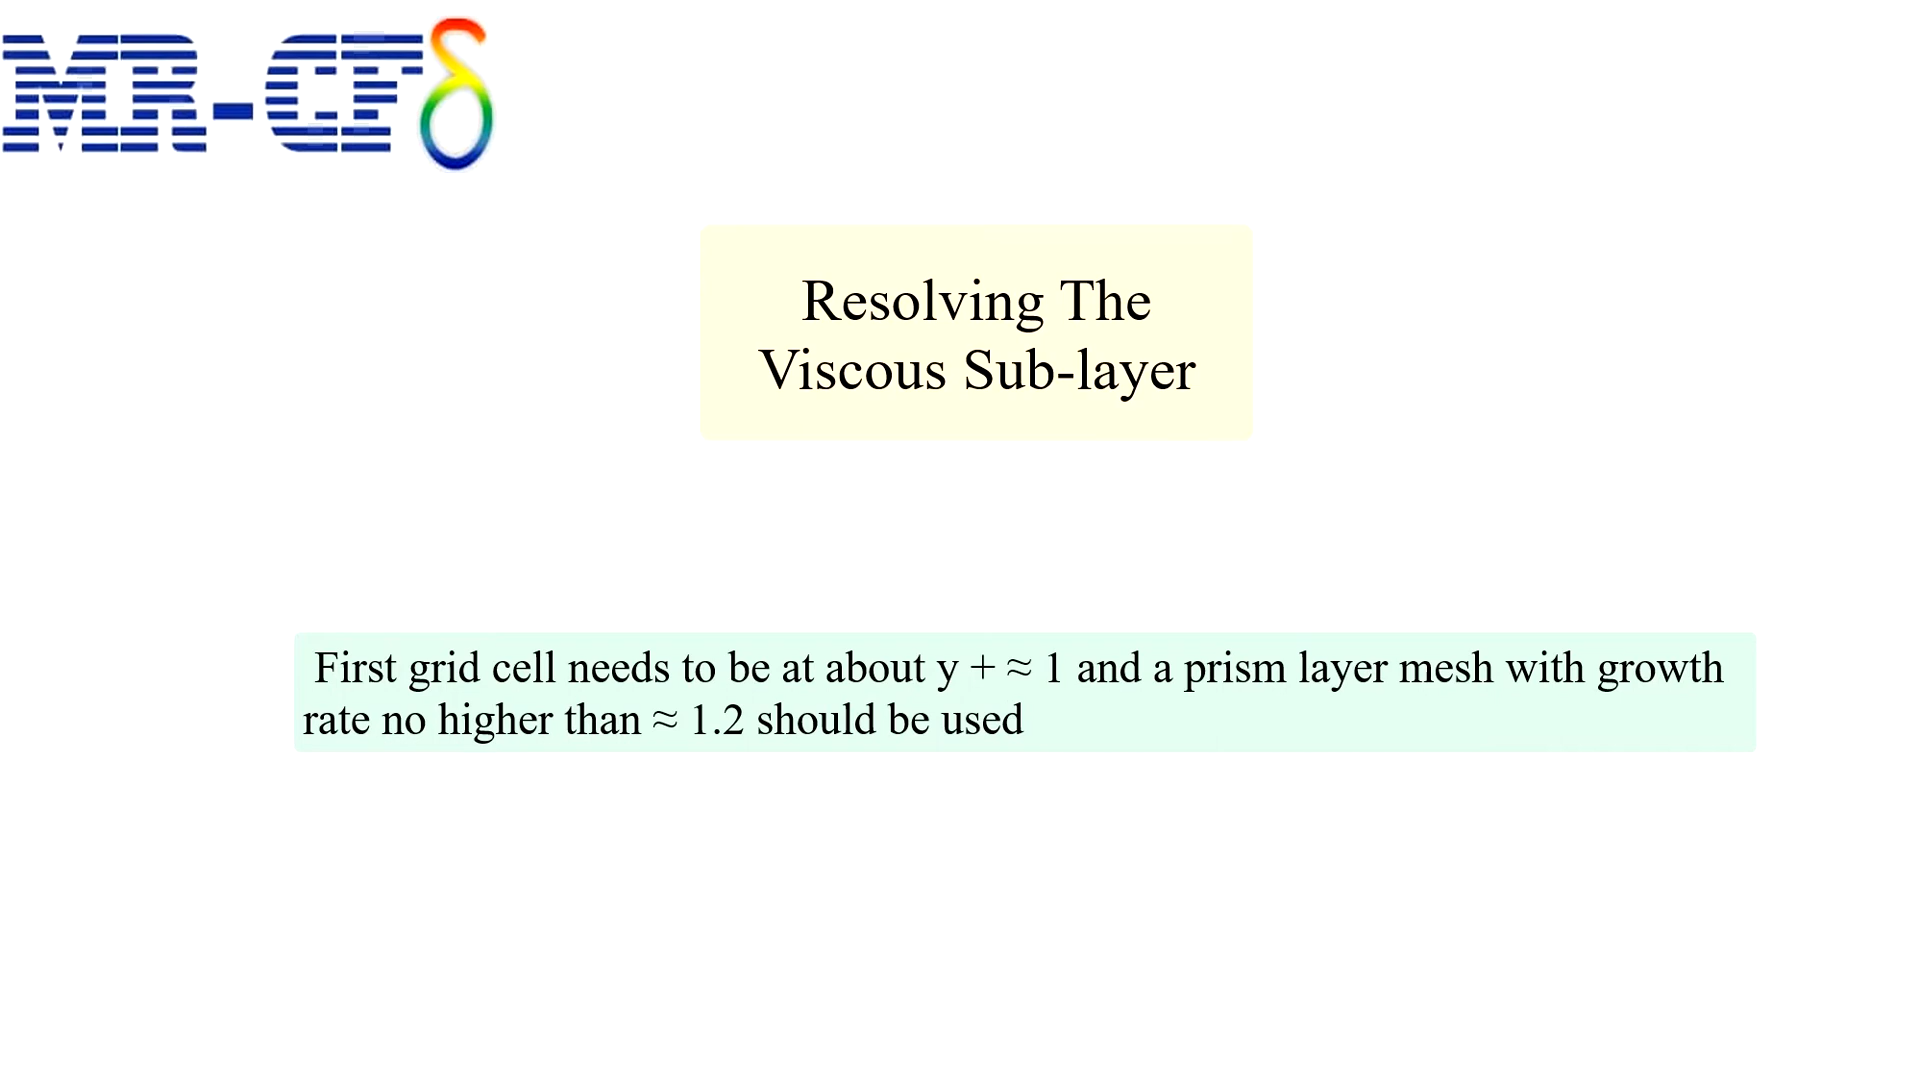 MR-CFδ
Resolving The
Viscous Sub-layer
First grid cell needs to be at about y + ≈ 1 and a prism layer mesh with growth
rate no higher than ≈ 1.2 should be used